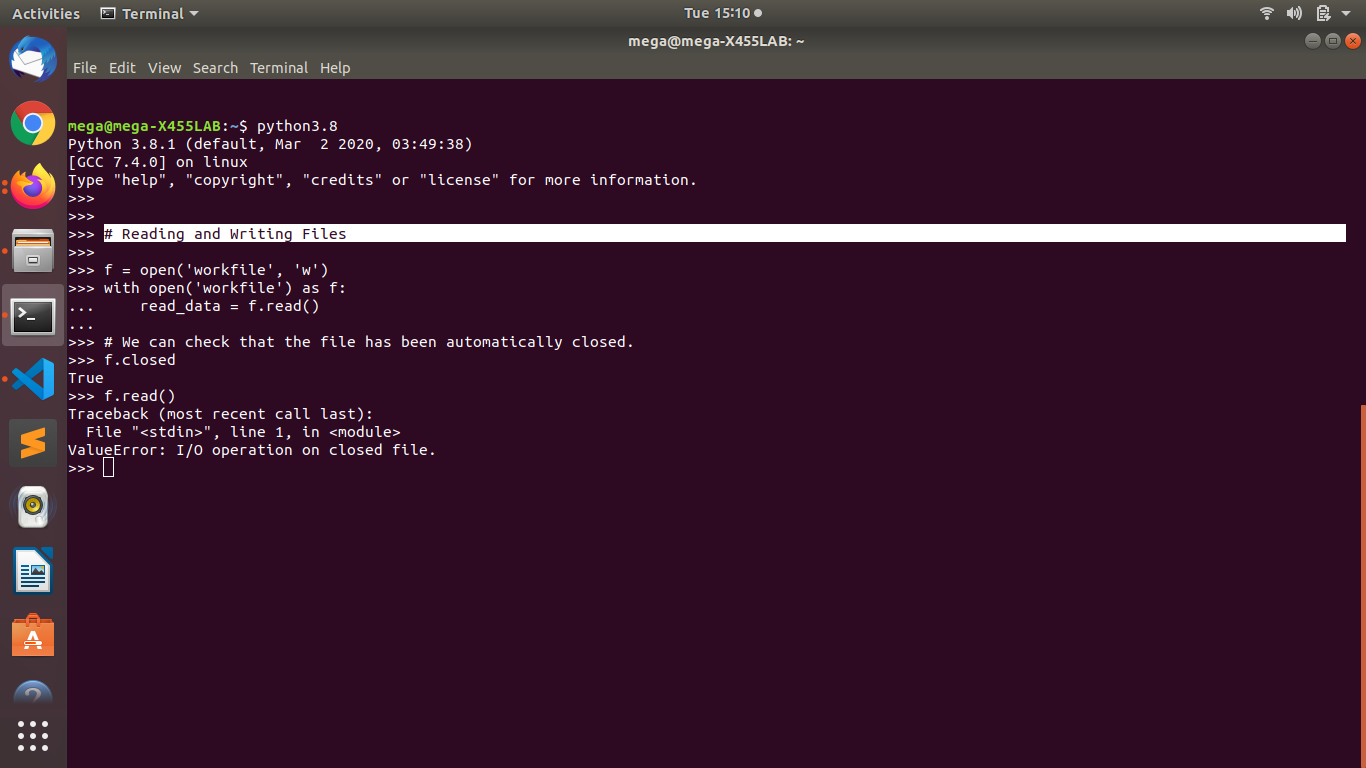 Activities Terminal Tue 15:10
mega@mega-X455LAB: ~
File Edit View Search Terminal Help
mega@mega-X455LAB:~$ python3.8
Python 3.8.1 (default, Mar  2 2020, 03:49:38)
[GCC 7.4.0] on linux
Type "help", "copyright", "credits" or "license" for more information.
>>>
>>>
>>> # Reading and Writing Files
>>>
>>> f = open('workfile', 'w')
>>> with open('workfile') as f:
...     read_data = f.read()
...
>>> # We can check that the file has been automatically closed.
>>> f.closed
True
>>> f.read()
Traceback (most recent call last):
  File "<stdin>", line 1, in <module>
ValueError: I/O operation on closed file.
>>>